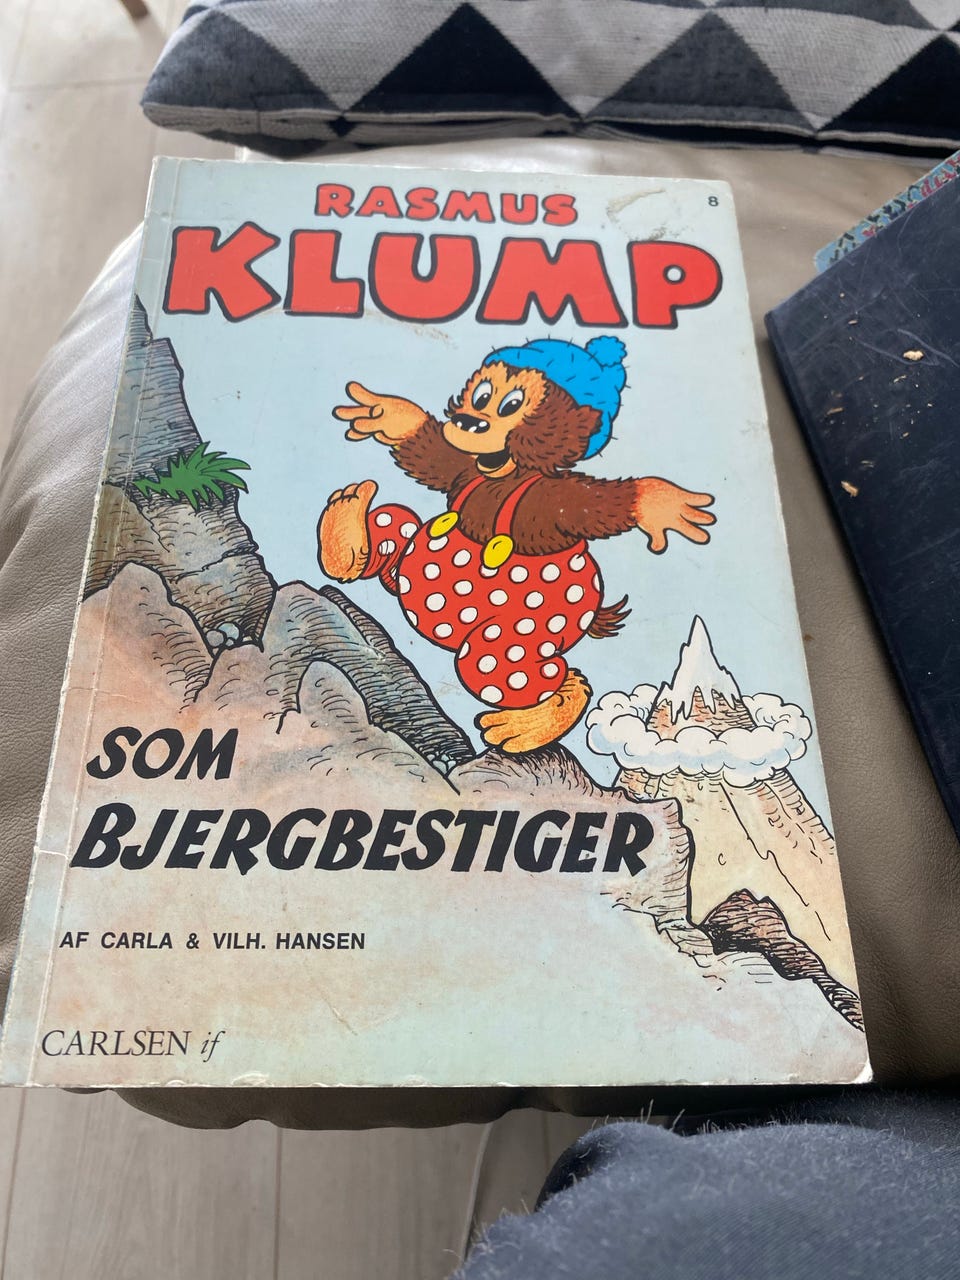 8
RASMUS
KLUMP
SOM
BJERGBESTIGER
AF CARLA & VILH. HANSEN
CARLSEN if